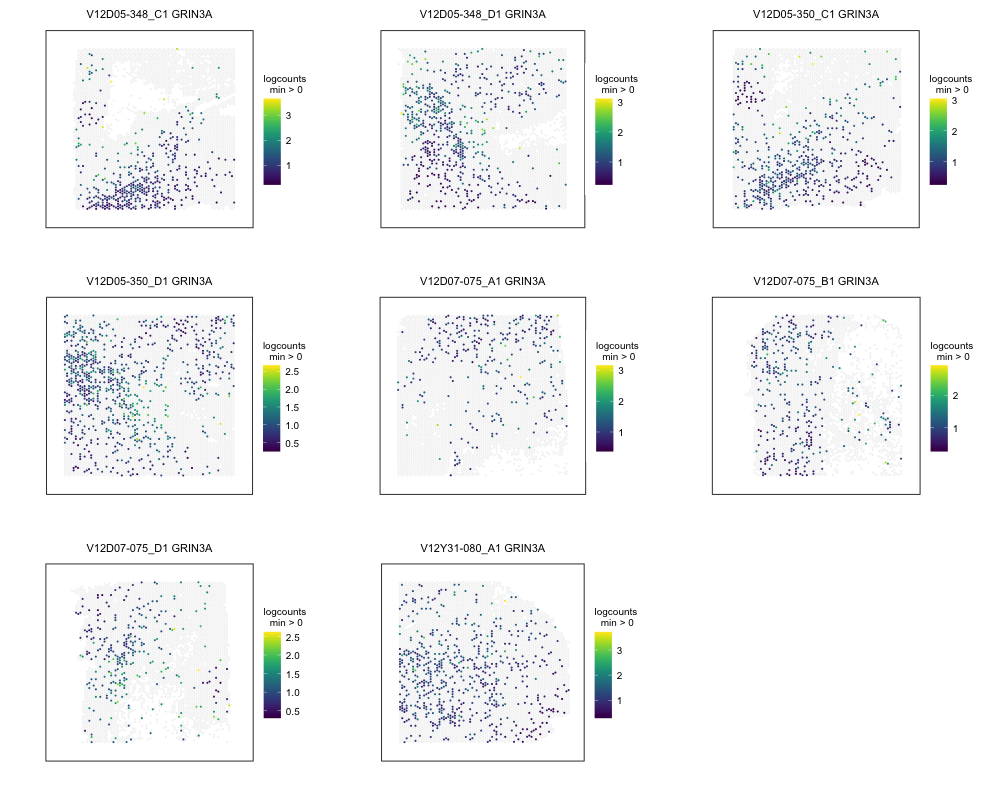 V12D05-348_C1 GRIN3A
logcounts
min > 0
3
2
1
V12D05-348_D1 GRIN3A
logcounts
min > 0
3
2
1
V12D05-350_C1 GRIN3A
logcounts
min > 0
3
2
1
V12D05-350_D1 GRIN3A
logcounts
min > 0
2.5
2.0
1.5
1.0
0.5
V12D07-075_A1 GRIN3A
logcounts
min > 0
3
2
1
V12D07-075_B1 GRIN3A
logcounts
min > 0
2
1
V12D07-075_D1 GRIN3A
logcounts
min > 0
2.5
2.0
1.5
1.0
0.5
V12Y31-080_A1 GRIN3A
logcounts
min > 0
3
2
1